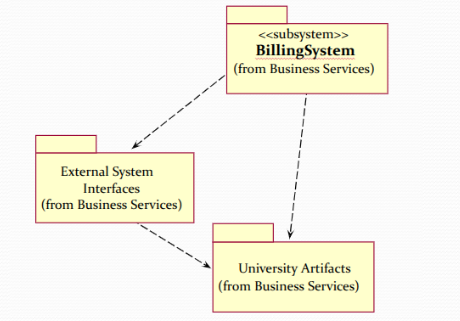 <<subsystem>>
BillingSystem
(from Business Services)
External System
Interfaces
(from Business Services)
University Artifacts
(from Business Services)